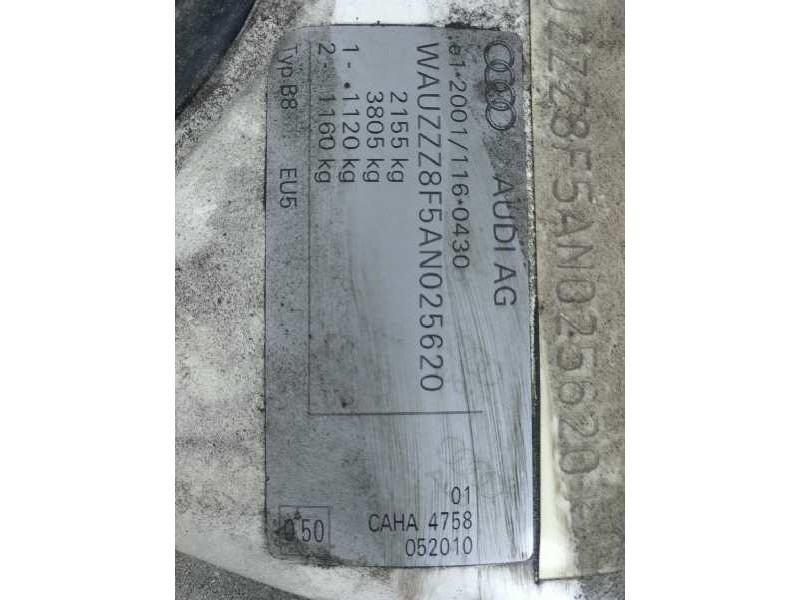 AUDI AG
e1*2001/116*0430
WAUZZZ8F5AN025620
2155 kg
3805 kg
1 - 1120 kg
2 - 1160 kg
Typ B8 EU5
01
CAHA 4758
052010
0.50
ZZZ8F5AN025620